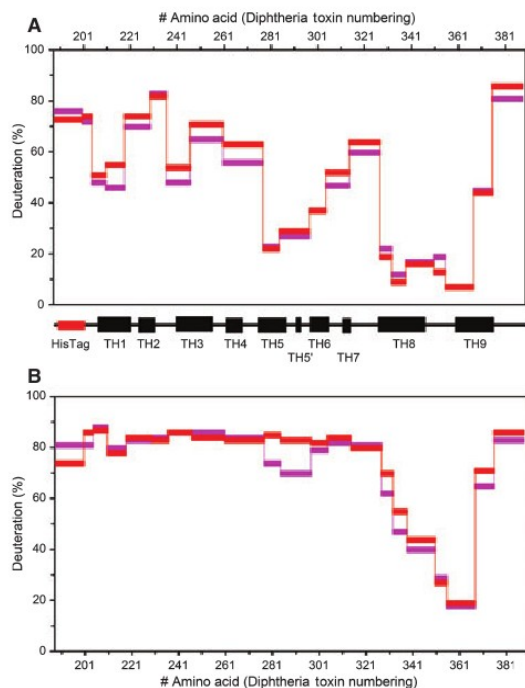 # Amino acid (Diphtheria toxin numbering)
A
201 221 241 261 281 301 321 341 361 381
100
80
60
40
20
0
Deuteration (%)
HisTag TH1 TH2 TH3 TH4 TH5 TH5' TH6 TH7 TH8 TH9
B
100
80
60
40
20
0
Deuteration (%)
201 221 241 261 281 301 321 341 361 381
# Amino acid (Diphtheria toxin numbering)